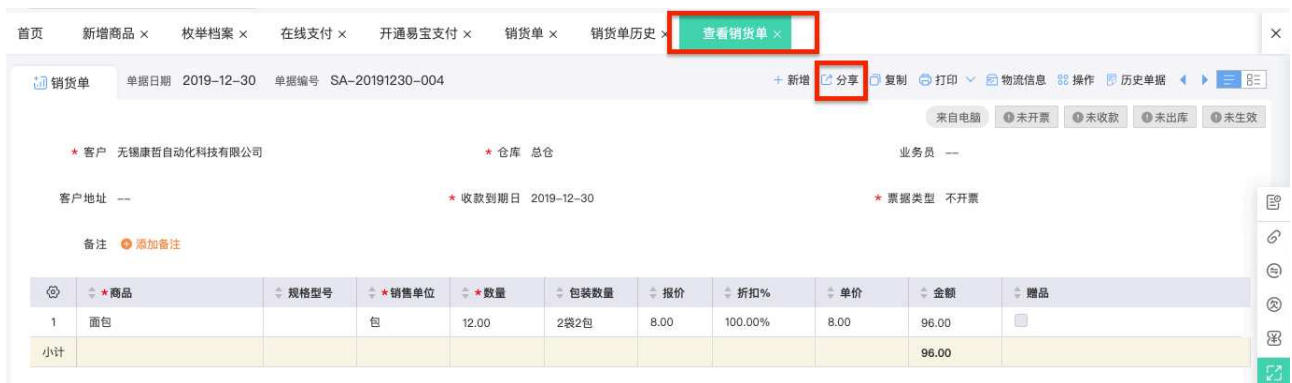 首页 新增商品 × 枚举档案 × 在线支付 × 开通易宝支付 × 销货单 × 销货单历史 × 查看销货单 × ×
销货单 单据日期 2019-12-30 单据编号 SA-20191230-004 + 新增 分享 复制 打印 物流信息 操作 历史单据
来自电脑 未开票 未收款 未出库 未生效
* 客户 无锡康哲自动化科技有限公司 * 仓库 总仓 业务员 --
客户地址 -- * 收款到期日 2019-12-30 * 票据类型 不开票
备注 添加备注
*商品 规格型号 *销售单位 *数量 包装数量 报价 折扣% 单价 金额 赠品
1 面包 包 12.00 2袋2包 8.00 100.00% 8.00 96.00
小计 96.00